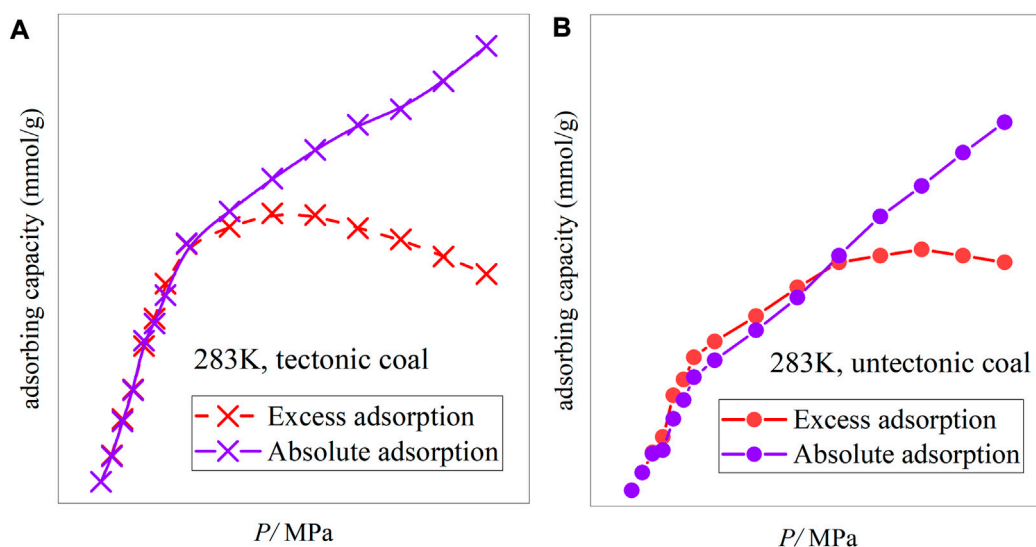 A
adsorbing capacity (mmol/g)
283K, tectonic coal
Excess adsorption
Absolute adsorption
P/ MPa
B
adsorbing capacity (mmol/g)
283K, untectonic coal
Excess adsorption
Absolute adsorption
P/ MPa